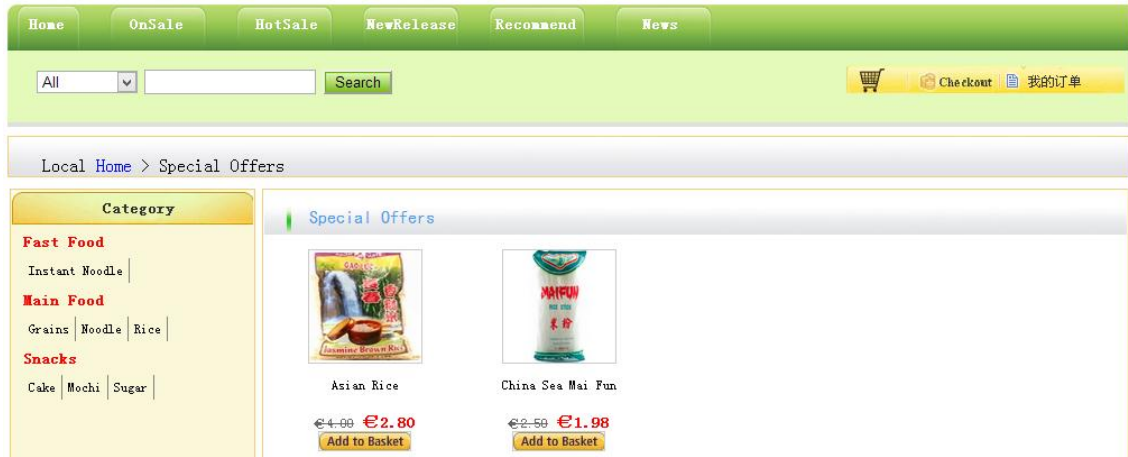 Home OnSale HotSale NewRelease Recommend News
All Search Checkout 我的订单
Local Home > Special Offers
Category
Fast Food
Instant Noodle
Main Food
Grains Noodle Rice
Snacks
Cake Mochi Sugar
Special Offers
Jasmine Brown Rice
MAIFUN
RICE STICK
米粉
Asian Rice China Sea Mai Fun
€4.00 €2.80 €2.50 €1.98
Add to Basket Add to Basket